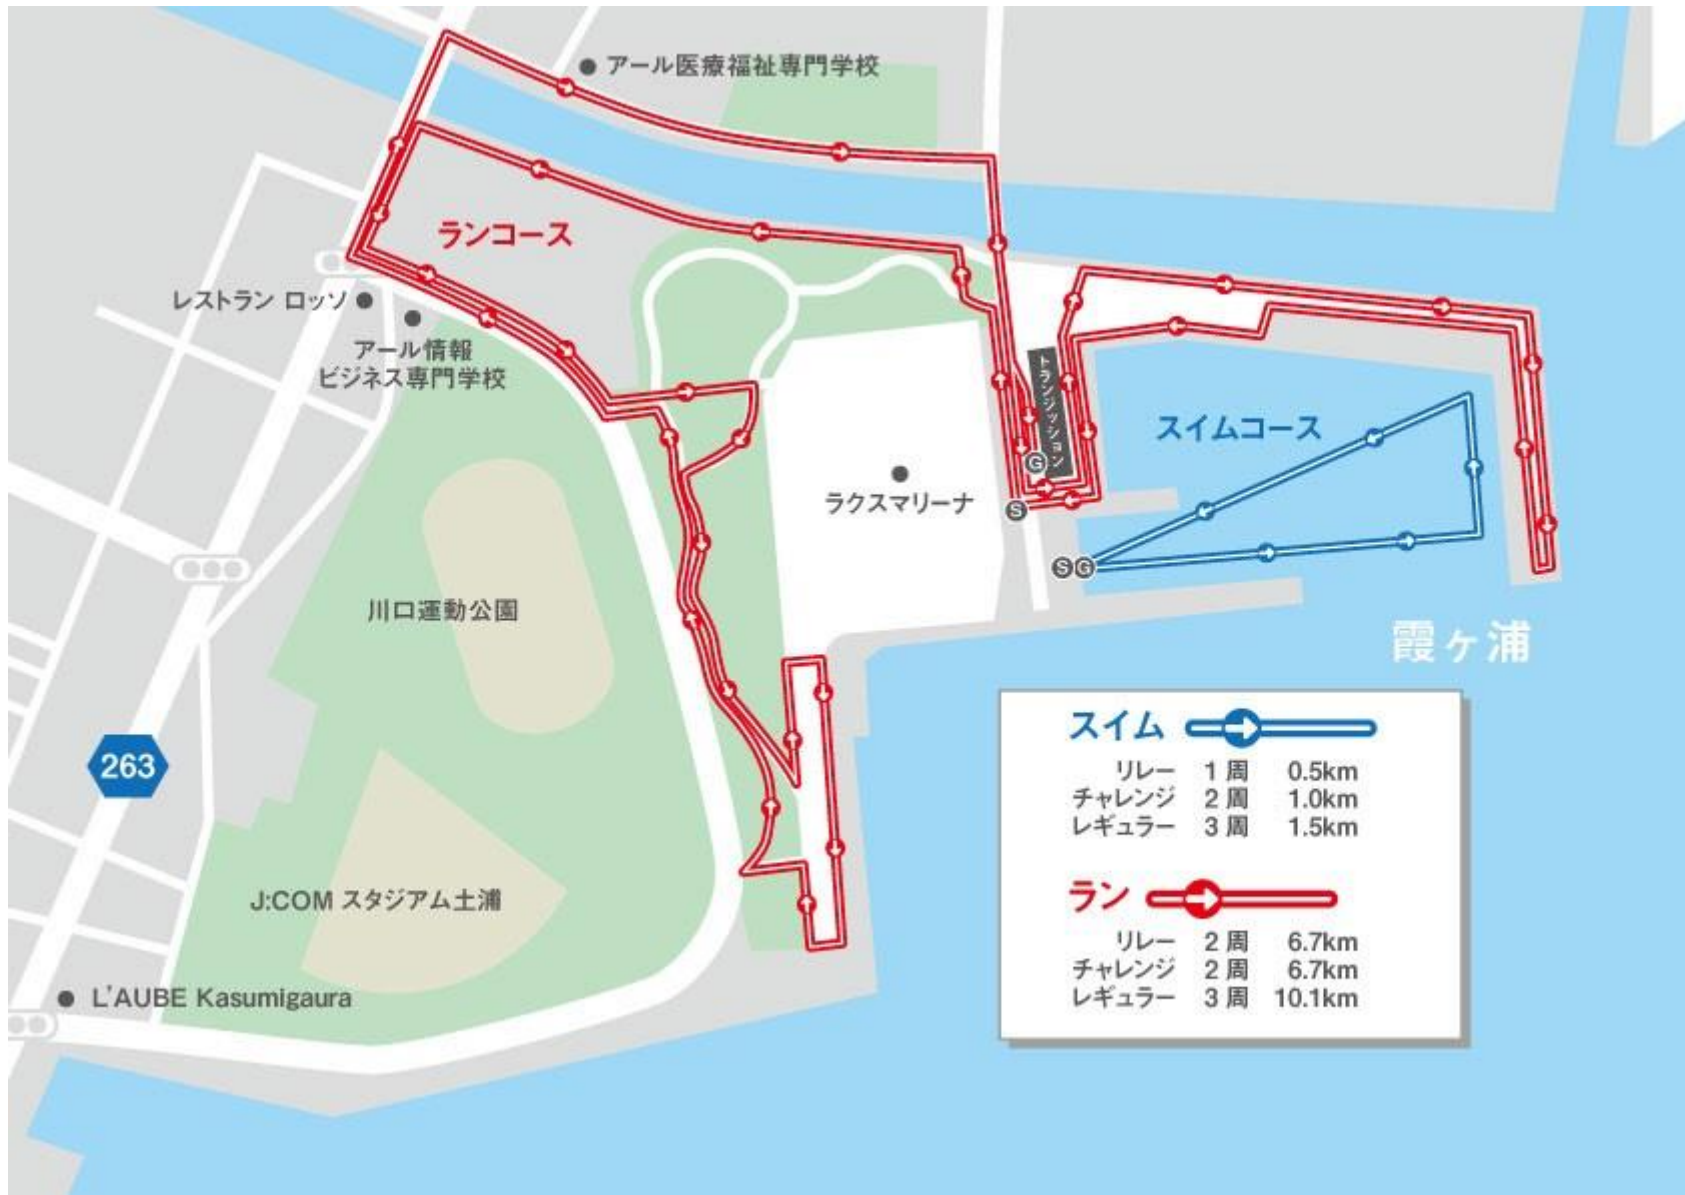 アール医療福祉専門学校
ランコース
レストラン ロッソ
アール情報
ビジネス専門学校
トランジッション
スイムコース
G
ラクスマリーナ
S
S G
川口運動公園
霞ヶ浦
263
J:COM スタジアム土浦
L'AUBE Kasumigaura
スイム
リレー 1 周 0.5km
チャレンジ 2 周 1.0km
レギュラー 3 周 1.5km
ラン
リレー 2 周 6.7km
チャレンジ 2 周 6.7km
レギュラー 3 周 10.1km